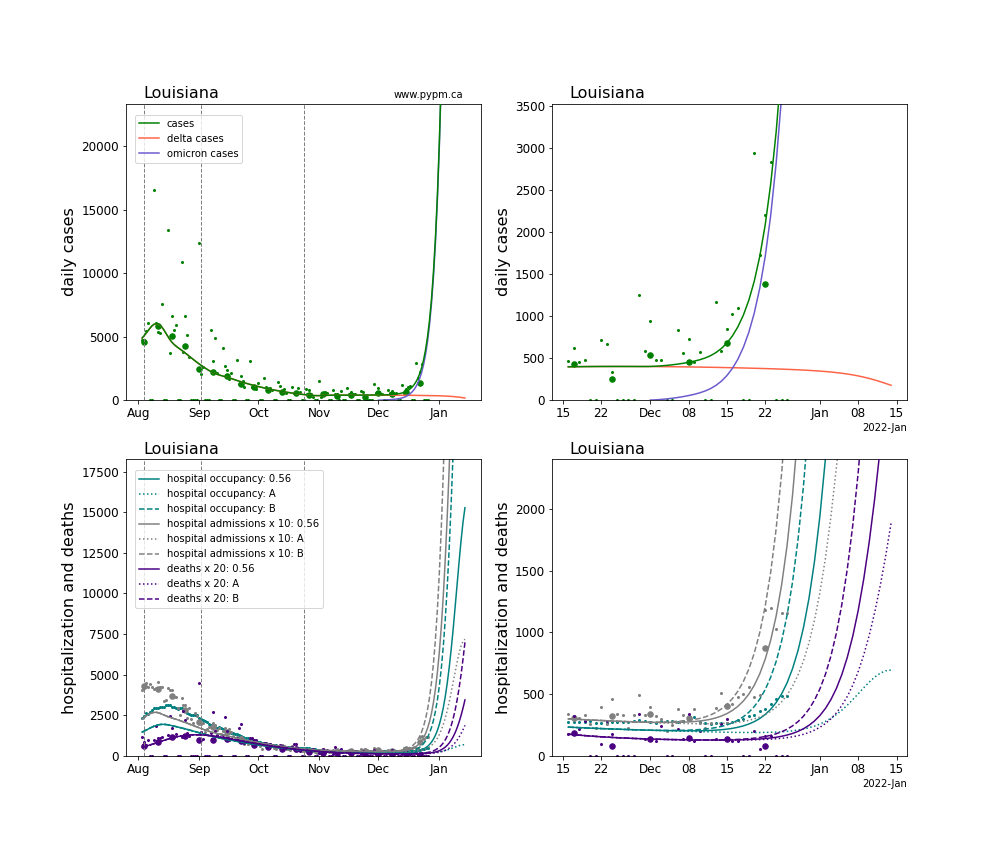 Louisiana
www.pypm.ca
daily cases
20000
15000
10000
5000
0
cases
delta cases
omicron cases
Aug
Sep
Oct
Nov
Dec
Jan
Louisiana
daily cases
3500
3000
2500
2000
1500
1000
500
0
15
22
Dec
08
15
22
Jan
08
15
2022-Jan
Louisiana
hospitalization and deaths
17500
15000
12500
10000
7500
5000
2500
0
hospital occupancy: 0.56
hospital occupancy: A
hospital occupancy: B
hospital admissions x 10: 0.56
hospital admissions x 10: A
hospital admissions x 10: B
deaths x 20: 0.56
deaths x 20: A
deaths x 20: B
Aug
Sep
Oct
Nov
Dec
Jan
Louisiana
hospitalization and deaths
2000
1500
1000
500
0
15
22
Dec
08
15
22
Jan
08
15
2022-Jan